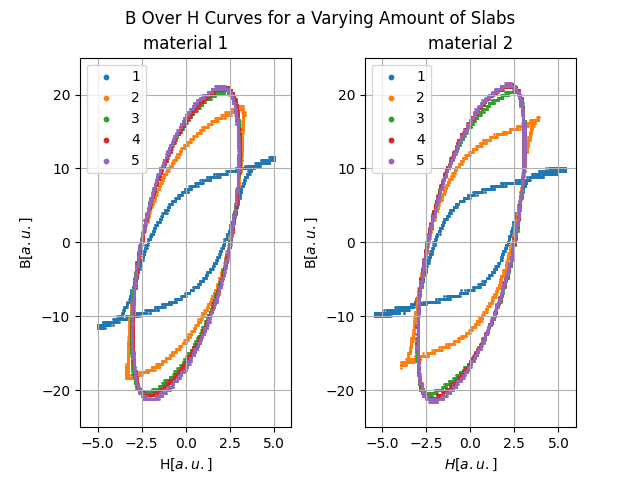 B Over H Curves for a Varying Amount of Slabs
material 1
material 2
1
2
3
4
5
1
2
3
4
5
20
10
0
−10
−20
20
10
0
−10
−20
B[a.u.]
B[a.u.]
−5.0 −2.5 0.0 2.5 5.0
−5.0 −2.5 0.0 2.5 5.0
H[a.u.]
H[a.u.]